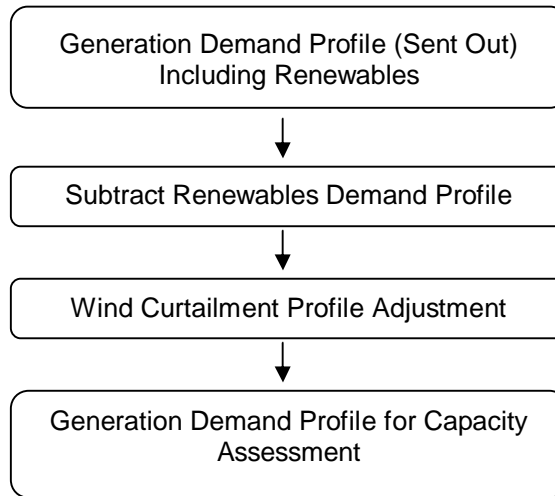 Generation Demand Profile (Sent Out)
Including Renewables
Subtract Renewables Demand Profile
Wind Curtailment Profile Adjustment
Generation Demand Profile for Capacity
Assessment